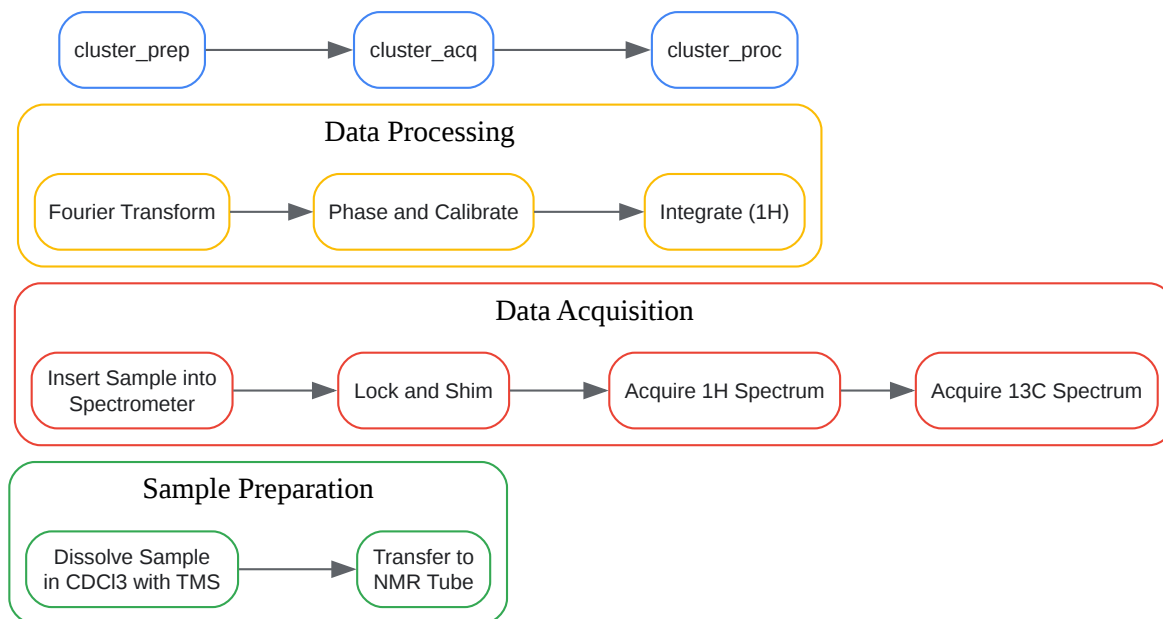 cluster_prep
cluster_acq
cluster_proc
Data Processing
Fourier Transform
Phase and Calibrate
Integrate (1H)
Data Acquisition
Insert Sample into
Spectrometer
Lock and Shim
Acquire 1H Spectrum
Acquire 13C Spectrum
Sample Preparation
Dissolve Sample
in CDCl3 with TMS
Transfer to
NMR Tube